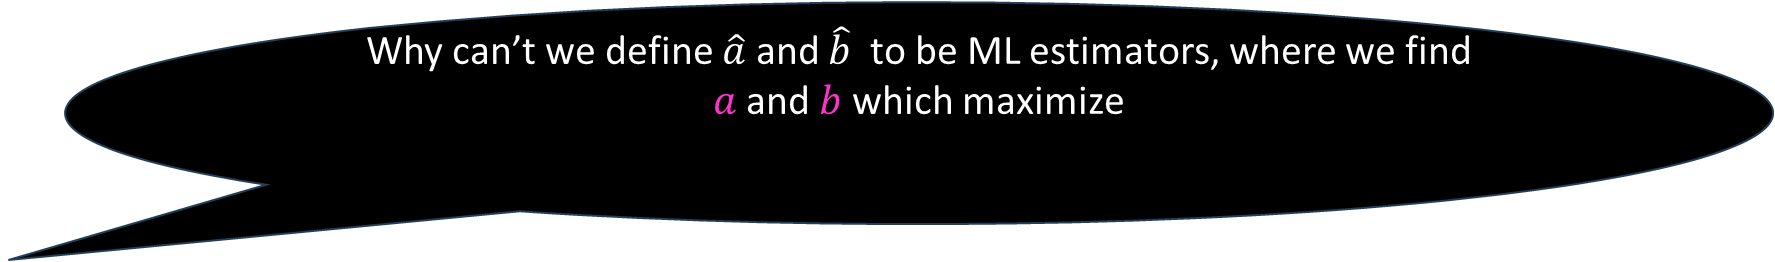 Why can’t we define â and b̂ to be ML estimators, where we find
a and b which maximize